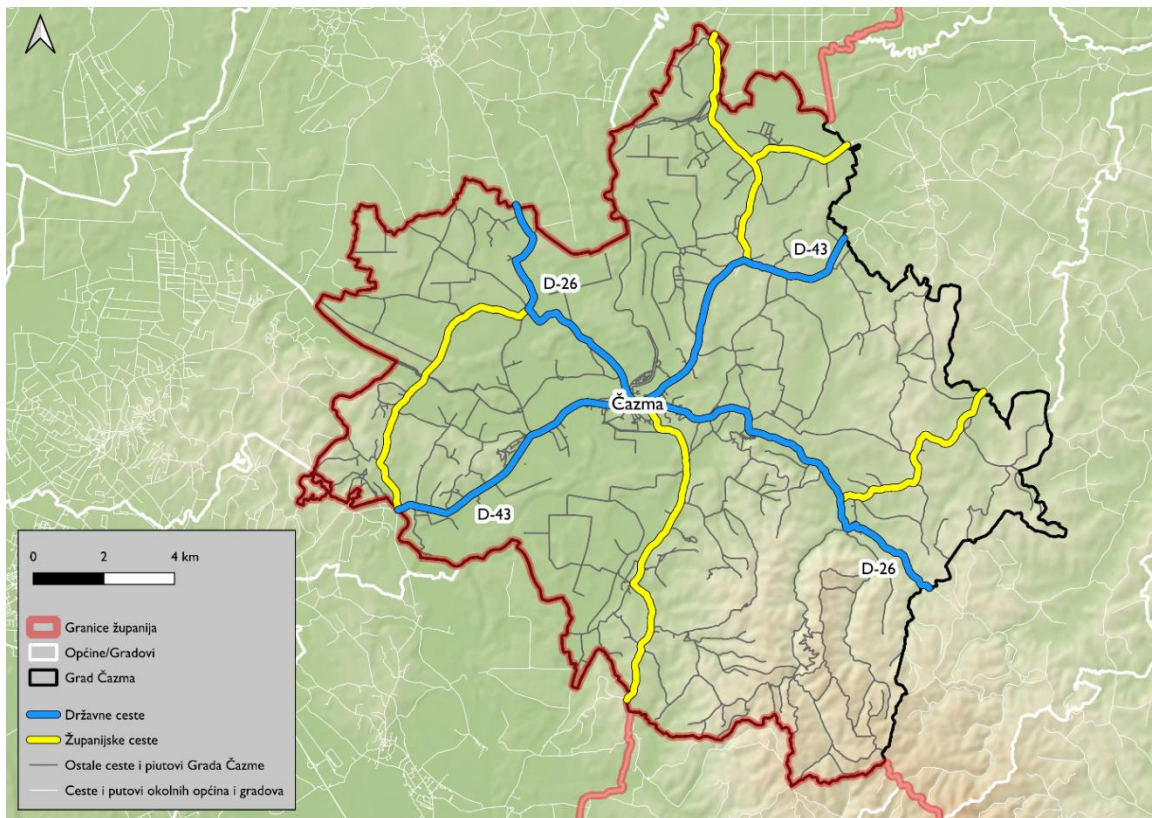 D-43
D-26
Čazma
D-43
D-26
0 2 4 km
Granice županija
Općine/Gradovi
Grad Čazma
Državne ceste
Županijske ceste
Ostale ceste i piutovi Grada Čazme
Ceste i putovi okolnih općina i gradova